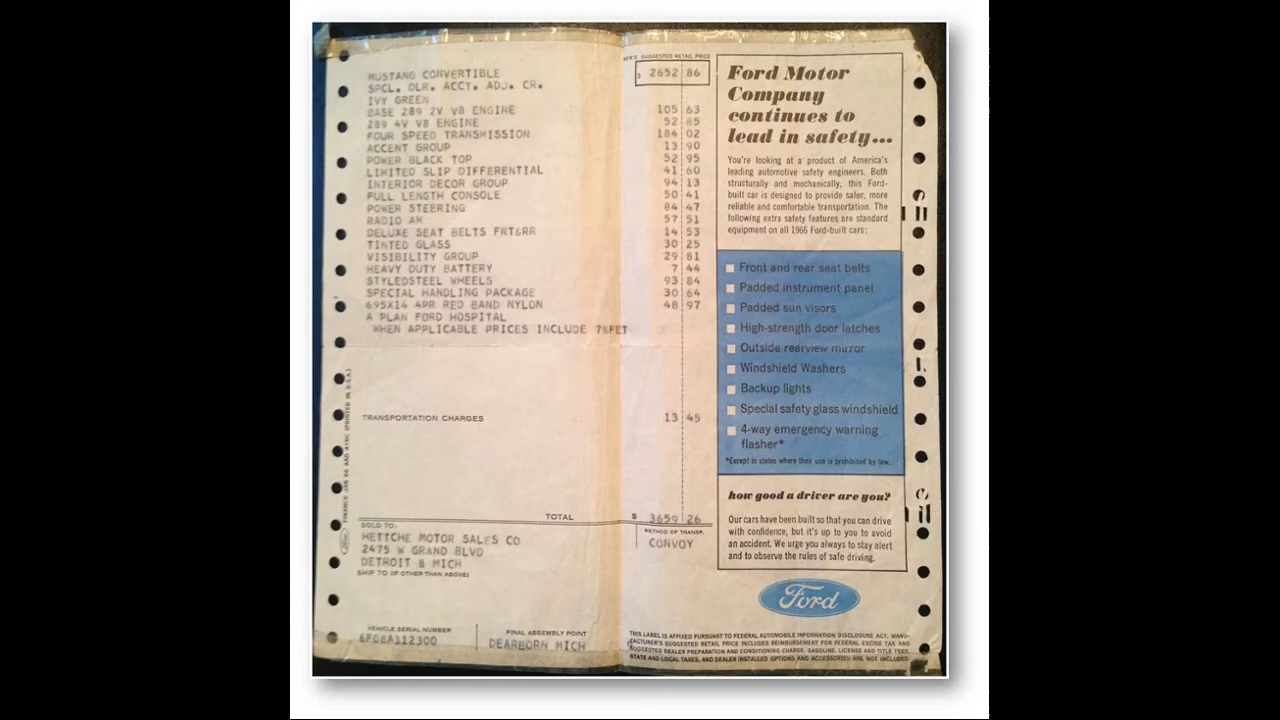 MFR'S SUGGESTED RETAIL PRICE
MUSTANG CONVERTIBLE $ 2652 86
SPCL. DLR. ACCT. ADJ. CR.
IVY GREEN
BASE 289 2V V8 ENGINE 105 63
289 4V V8 ENGINE 52 85
FOUR SPEED TRANSMISSION 184 02
ACCENT GROUP 13 90
POWER BLACK TOP 52 95
LIMITED SLIP DIFFERENTIAL 41 60
INTERIOR DECOR GROUP 94 13
FULL LENGTH CONSOLE 50 41
POWER STEERING 84 47
RADIO AM 57 51
DELUXE SEAT BELTS FRT&RR 14 53
TINTED GLASS 30 25
VISIBILITY GROUP 29 81
HEAVY DUTY BATTERY 7 44
STYLEDSTEEL WHEELS 93 84
SPECIAL HANDLING PACKAGE 30 64
695X14 4PR RED BAND NYLON 48 97
A PLAN FORD HOSPITAL
WHEN APPLICABLE PRICES INCLUDE 7%FET
TRANSPORTATION CHARGES 13 45
TOTAL $ 3659 26
SOLD TO:
HETTCHE MOTOR SALES CO
2475 W GRAND BLVD
DETROIT 8 MICH
SHIP TO (IF OTHER THAN ABOVE)
METHOD OF TRANSP.
CONVOY
VEHICLE SERIAL NUMBER
6F08A112300
FINAL ASSEMBLY POINT
DEARBORN MICH
FINANCE JAN 66 AND 419C (PRINTED IN U.S.A.)
Ford Motor
Company
continues to
lead in safety...
You're looking at a product of America's
leading automotive safety engineers. Both
structurally and mechanically, this Ford-
built car is designed to provide safer, more
reliable and comfortable transportation. The
following extra safety features are standard
equipment on all 1966 Ford-built cars:
Front and rear seat belts
Padded instrument panel
Padded sun visors
High-strength door latches
Outside rearview mirror
Windshield Washers
Backup lights
Special safety glass windshield
4-way emergency warning
flasher*
*Except in states where their use is prohibited by law.
how good a driver are you?
Our cars have been built so that you can drive
with confidence, but it's up to you to avoid
an accident. We urge you always to stay alert
and to observe the rules of safe driving.
Ford
THIS LABEL IS AFFIXED PURSUANT TO FEDERAL AUTOMOBILE INFORMATION DISCLOSURE ACT. MANU-
FACTURER'S SUGGESTED RETAIL PRICE INCLUDES REIMBURSEMENT FOR FEDERAL EXCISE TAX AND
SUGGESTED DEALER PREPARATION AND CONDITIONING CHARGE. GASOLINE, LICENSE AND TITLE FEES,
STATE AND LOCAL TAXES, AND DEALER INSTALLED OPTIONS AND ACCESSORIES ARE NOT INCLUDED.